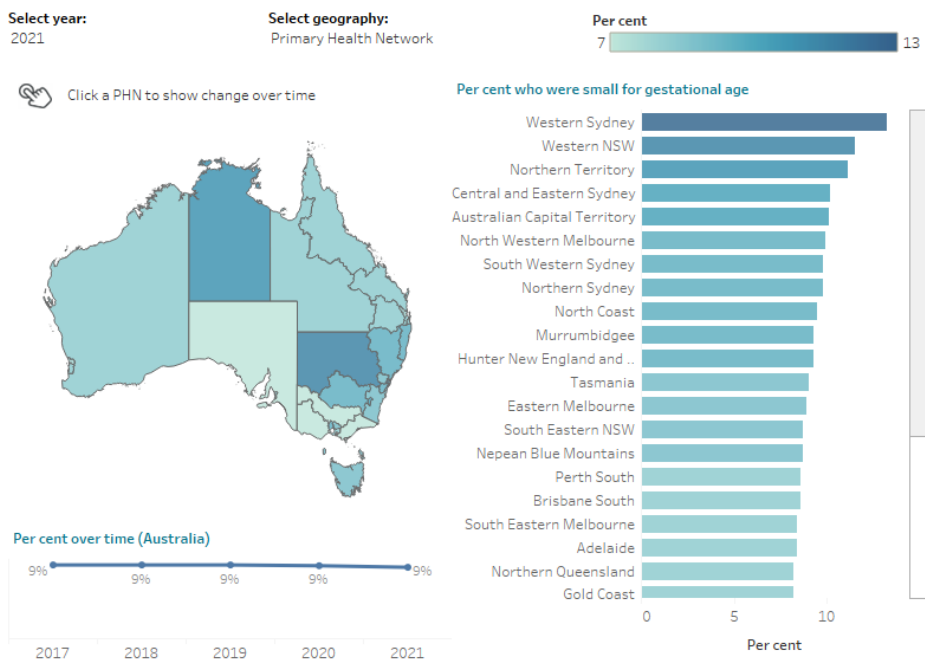 Select year:
2021
Select geography:
Primary Health Network
Per cent
7
13
Click a PHN to show change over time
Per cent who were small for gestational age
Western Sydney
Western NSW
Northern Territory
Central and Eastern Sydney
Australian Capital Territory
North Western Melbourne
South Western Sydney
Northern Sydney
North Coast
Murrumbidgee
Hunter New England and ..
Tasmania
Eastern Melbourne
South Eastern NSW
Nepean Blue Mountains
Perth South
Brisbane South
South Eastern Melbourne
Adelaide
Northern Queensland
Gold Coast
0
5
10
Per cent
Per cent over time (Australia)
9%
9%
9%
9%
9%
2017
2018
2019
2020
2021